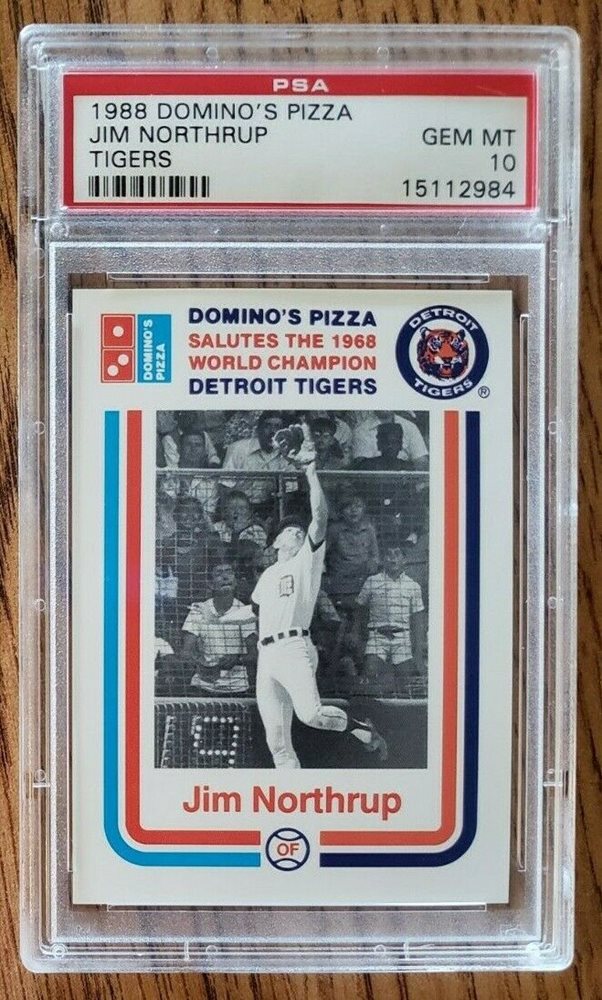 PSA
1988 DOMINO'S PIZZA
JIM NORTHRUP GEM MT
TIGERS 10
15112984
DOMINO'S
PIZZA
DOMINO'S PIZZA
SALUTES THE 1968
WORLD CHAMPION
DETROIT TIGERS
DETROIT
TIGERS
®
D
10
Jim Northrup
OF